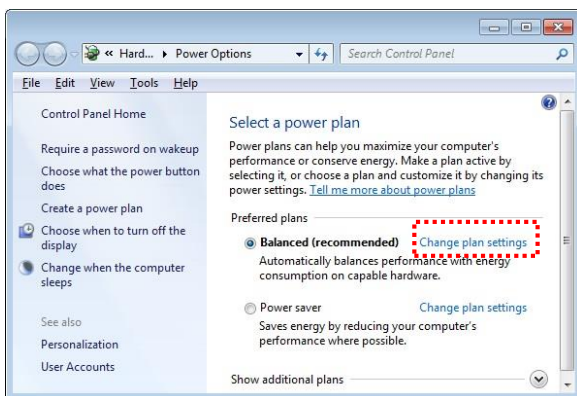 « Hard... ▸ Power Options
Search Control Panel
File Edit View Tools Help
Control Panel Home
Require a password on wakeup
Choose what the power button
does
Create a power plan
Choose when to turn off the
display
Change when the computer
sleeps
See also
Personalization
User Accounts
Select a power plan
Power plans can help you maximize your computer's
performance or conserve energy. Make a plan active by
selecting it, or choose a plan and customize it by changing its
power settings. Tell me more about power plans
Preferred plans
Balanced (recommended) Change plan settings
Automatically balances performance with energy
consumption on capable hardware.
Power saver Change plan settings
Saves energy by reducing your computer's
performance where possible.
Show additional plans